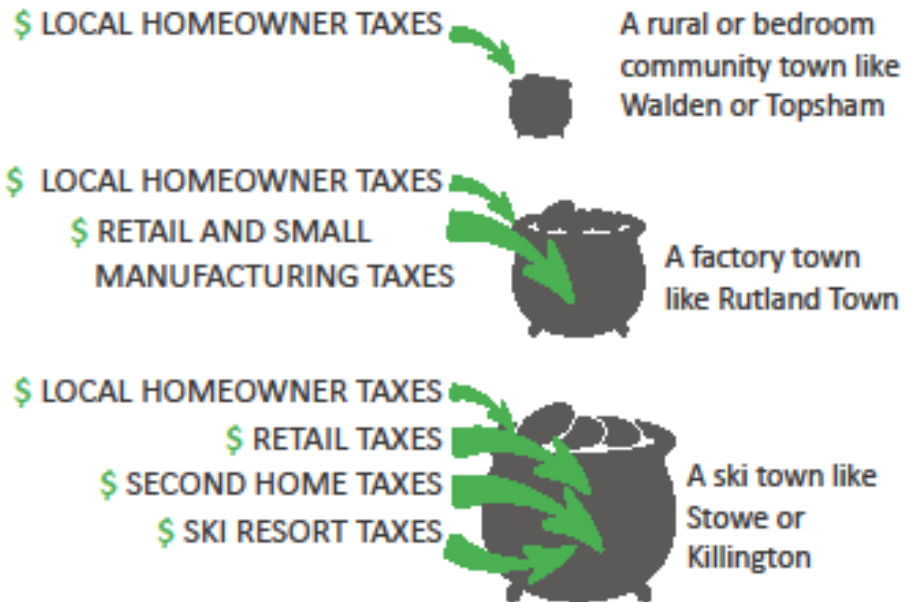 $ LOCAL HOMEOWNER TAXES
A rural or bedroom
community town like
Walden or Topsham
$ LOCAL HOMEOWNER TAXES
$ RETAIL AND SMALL
MANUFACTURING TAXES
A factory town
like Rutland Town
$ LOCAL HOMEOWNER TAXES
$ RETAIL TAXES
$ SECOND HOME TAXES
$ SKI RESORT TAXES
A ski town like
Stowe or
Killington